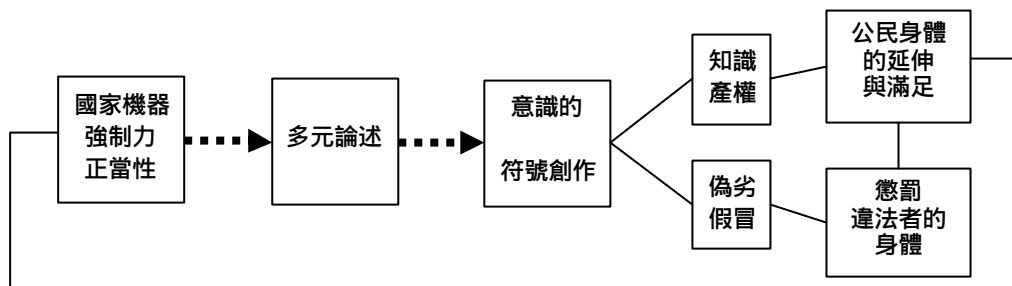 國家機器
強制力
正當性
多元論述
意識的
符號創作
知識
產權
偽劣
假冒
公民身體
的延伸
與滿足
懲罰
違法者的
身體